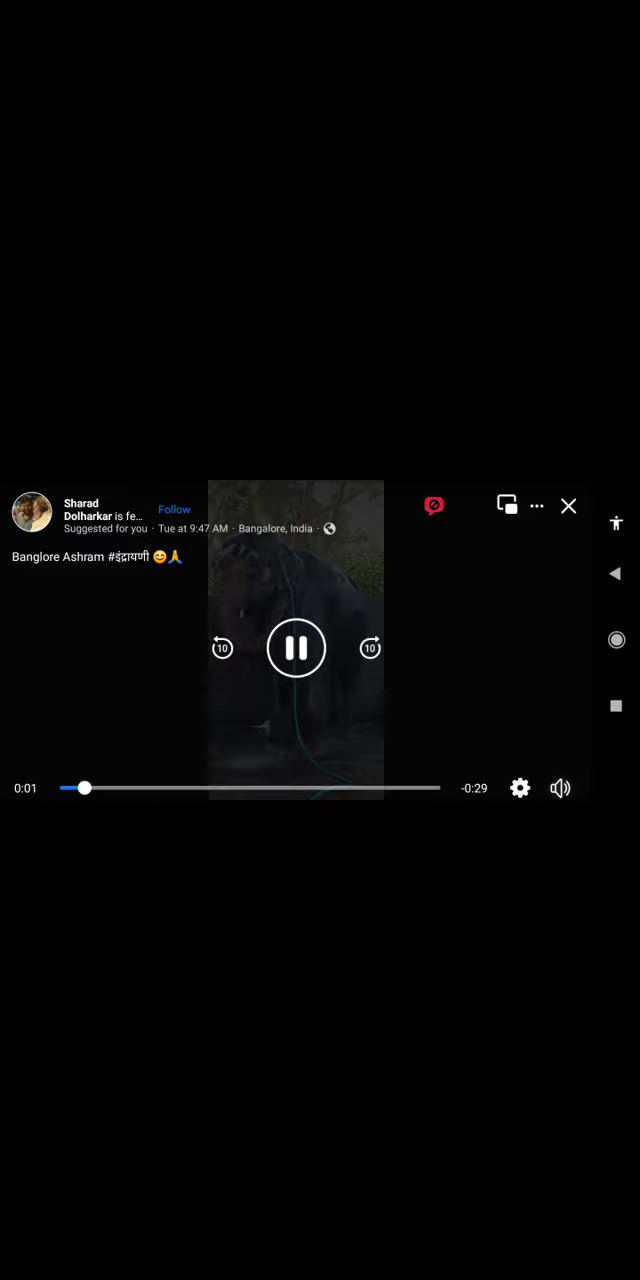 Sharad
Dolharkar is fe...
Follow
Suggested for you · Tue at 9:47 AM · Bangalore, India ·
Banglore Ashram #इंद्रायणी 😊🙏
10
10
0:01
-0:29